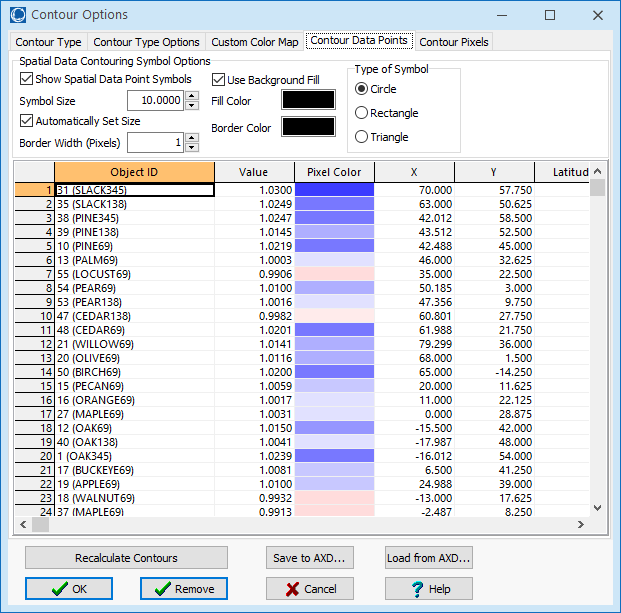 Contour Options
Contour Type Contour Type Options Custom Color Map Contour Data Points Contour Pixels
Spatial Data Contouring Symbol Options
Show Spatial Data Point Symbols
Symbol Size 10.0000
Automatically Set Size
Border Width (Pixels) 1
Use Background Fill
Fill Color
Border Color
Type of Symbol
Circle
Rectangle
Triangle
Object ID Value Pixel Color X Y Latitud
1 31 (SLACK345) 1.0300 70.000 57.750
2 35 (SLACK138) 1.0249 63.000 50.625
3 38 (PINE345) 1.0247 42.012 58.500
4 39 (PINE138) 1.0145 43.512 52.500
5 10 (PINE69) 1.0219 42.488 45.000
6 13 (PALM69) 1.0003 46.000 32.625
7 55 (LOCUST69) 0.9906 35.000 22.500
8 54 (PEAR69) 1.0100 50.185 3.000
9 53 (PEAR138) 1.0016 47.356 9.750
10 47 (CEDAR138) 0.9982 60.801 27.750
11 48 (CEDAR69) 1.0201 61.988 21.750
12 21 (WILLOW69) 1.0141 79.299 36.000
13 20 (OLIVE69) 1.0116 68.000 1.500
14 50 (BIRCH69) 1.0200 65.000 -14.250
15 15 (PECAN69) 1.0059 20.000 11.625
16 16 (ORANGE69) 1.0017 11.000 22.125
17 27 (MAPLE69) 1.0031 0.000 28.875
18 12 (OAK69) 1.0150 -15.500 42.000
19 40 (OAK138) 1.0041 -17.987 48.000
20 1 (OAK345) 1.0239 -16.012 54.000
21 17 (BUCKEYE69) 1.0081 6.500 41.250
22 19 (APPLE69) 1.0100 24.988 39.000
23 18 (WALNUT69) 0.9932 -13.000 17.625
24 37 (MAPLE69) 0.9913 -2.487 8.250
Recalculate Contours Save to AXD... Load from AXD...
OK Remove Cancel Help